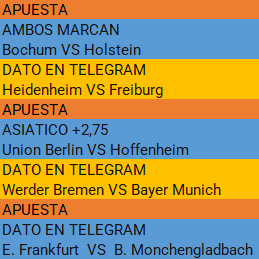 APUESTA
AMBOS MARCAN
Bochum VS Holstein
DATO EN TELEGRAM
Heidenheim VS Freiburg
APUESTA
ASIATICO +2,75
Union Berlin VS Hoffenheim
DATO EN TELEGRAM
Werder Bremen VS Bayer Munich
APUESTA
DATO EN TELEGRAM
E. Frankfurt  VS  B. Monchengladbach